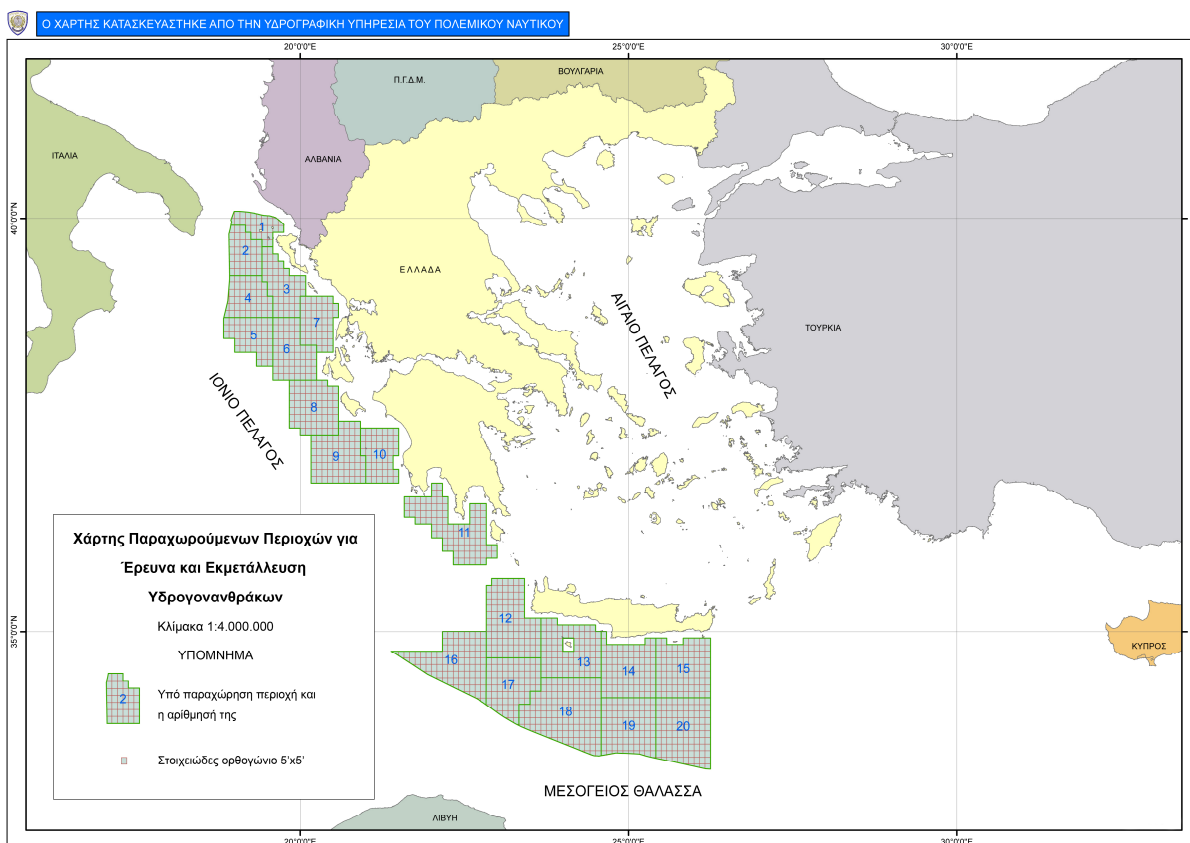 Ο ΧΑΡΤΗΣ ΚΑΤΑΣΚΕΥΑΣΤΗΚΕ ΑΠΟ ΤΗΝ ΥΔΡΟΓΡΑΦΙΚΗ ΥΠΗΡΕΣΙΑ ΤΟΥ ΠΟΛΕΜΙΚΟΥ ΝΑΥΤΙΚΟΥ
20°0'0"E
25°0'0"E
30°0'0"E
ΒΟΥΛΓΑΡΙΑ
Π.Γ.Δ.Μ.
ΙΤΑΛΙΑ
ΑΛΒΑΝΙΑ
40°0'0"N
1
2
ΕΛΛΑΔΑ
3
4
ΑΙΓΑΙΟ ΠΕΛΑΓΟΣ
7
ΤΟΥΡΚΙΑ
5
6
ΙΟΝΙΟ ΠΕΛΑΓΟΣ
8
9
10
11
Χάρτης Παραχωρούμενων Περιοχών για
Έρευνα και Εκμετάλλευση
Υδρογονανθράκων
Κλίμακα 1:4.000.000
ΥΠΟΜΝΗΜΑ
2
Υπό παραχώρηση περιοχή και
η αρίθμησή της
Στοιχειώδες ορθογώνιο 5'x5'
35°0'0"N
12
16
13
14
15
17
18
19
20
ΚΥΠΡΟΣ
ΜΕΣΟΓΕΙΟΣ ΘΑΛΑΣΣΑ
ΛΙΒΥΗ
20°0'0"E
25°0'0"E
30°0'0"E